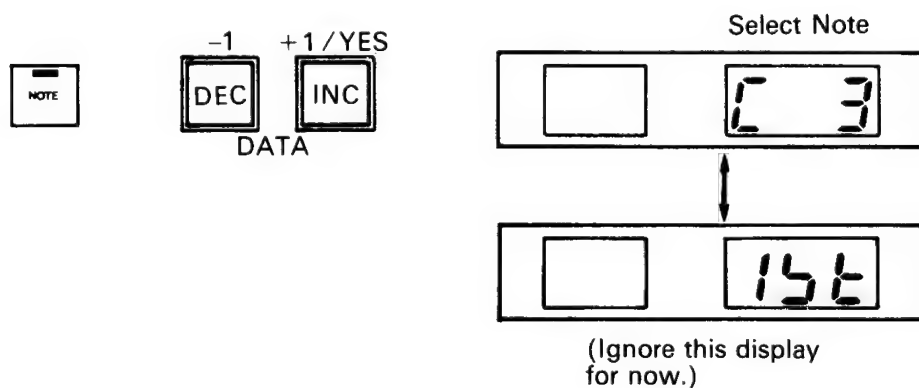 Select Note
-1 +1/YES
NOTE DEC INC C 3
DATA
1St
(Ignore this display
for now.)